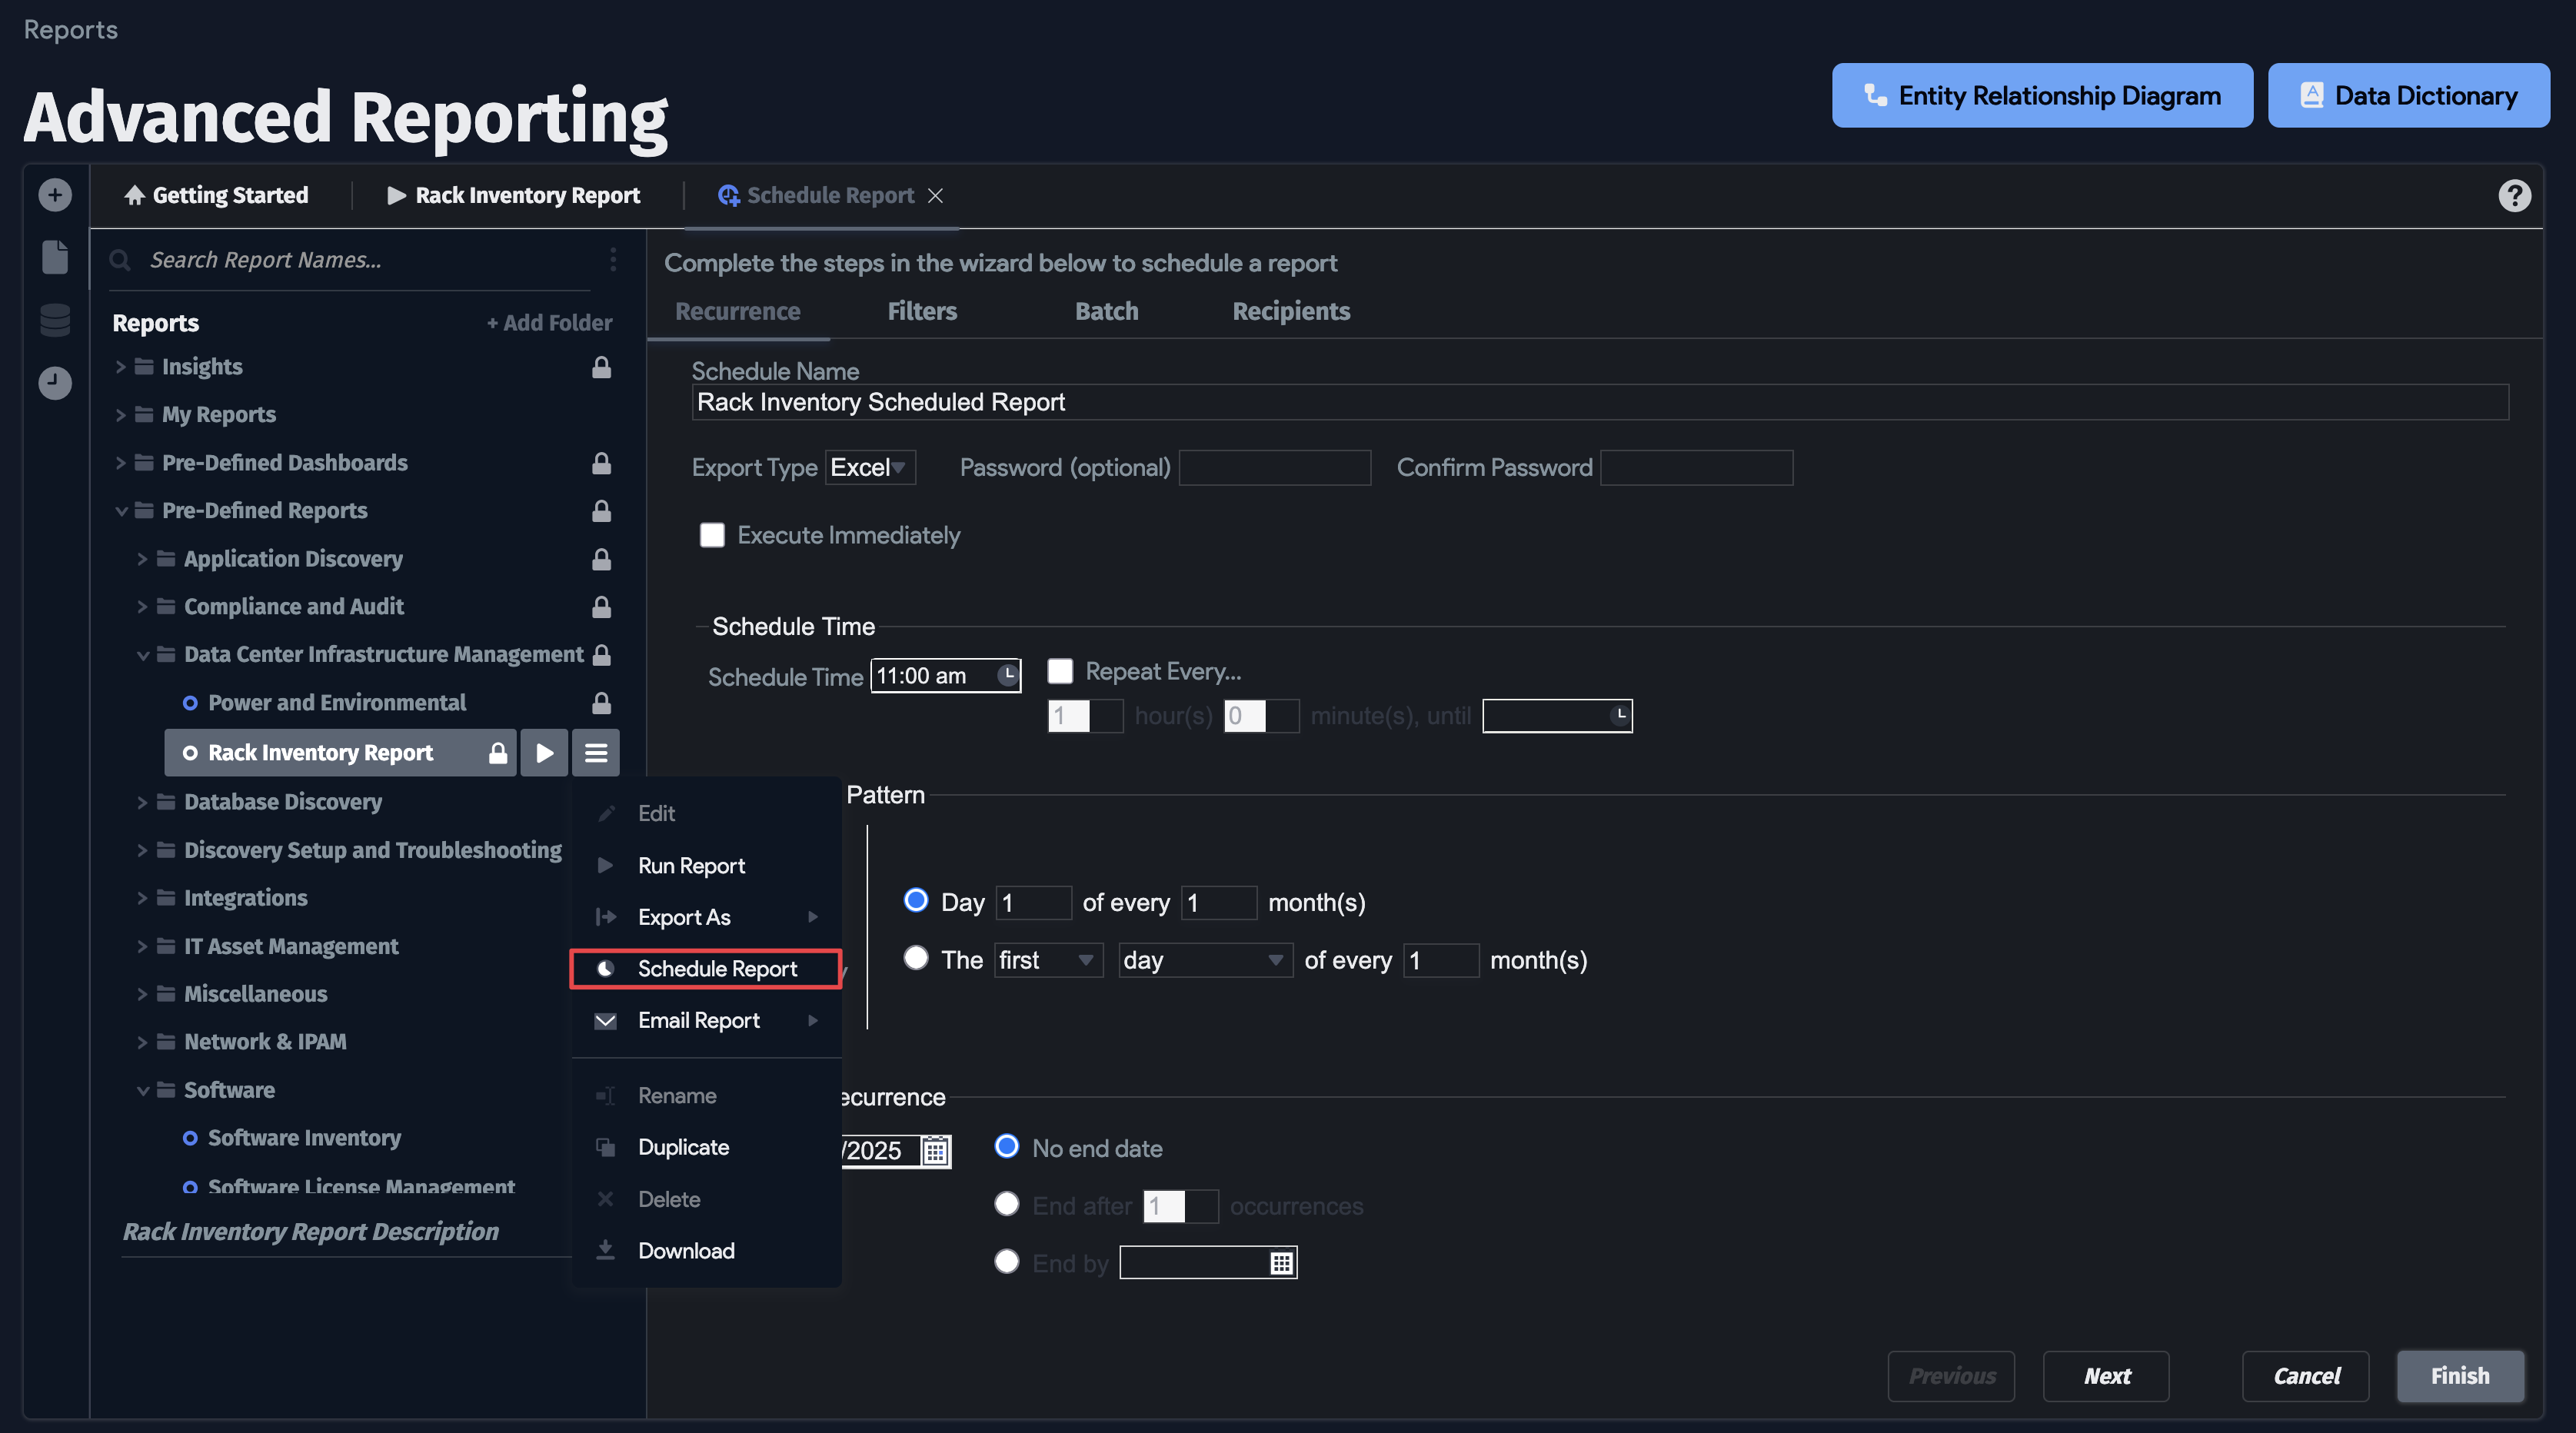 Reports
Advanced Reporting
Entity Relationship Diagram
Data Dictionary
Getting Started
Rack Inventory Report
Schedule Report
Search Report Names...
Reports
+ Add Folder
Insights
My Reports
Pre-Defined Dashboards
Pre-Defined Reports
Application Discovery
Compliance and Audit
Data Center Infrastructure Management
Power and Environmental
Rack Inventory Report
Database Discovery
Discovery Setup and Troubleshooting
Integrations
IT Asset Management
Miscellaneous
Network & IPAM
Software
Software Inventory
Software License Management
Rack Inventory Report Description
Edit
Run Report
Export As
Schedule Report
Email Report
Rename
Duplicate
Delete
Download
Complete the steps in the wizard below to schedule a report
Recurrence
Filters
Batch
Recipients
Schedule Name
Rack Inventory Scheduled Report
Export Type Excel Password (optional) Confirm Password
Execute Immediately
Schedule Time
Schedule Time 11:00 am Repeat Every...
1 hour(s) 0 minute(s), until
Pattern
Day 1 of every 1 month(s)
The first day of every 1 month(s)
ecurrence
/2025 No end date
End after 1 occurrences
End by
Previous
Next
Cancel
Finish